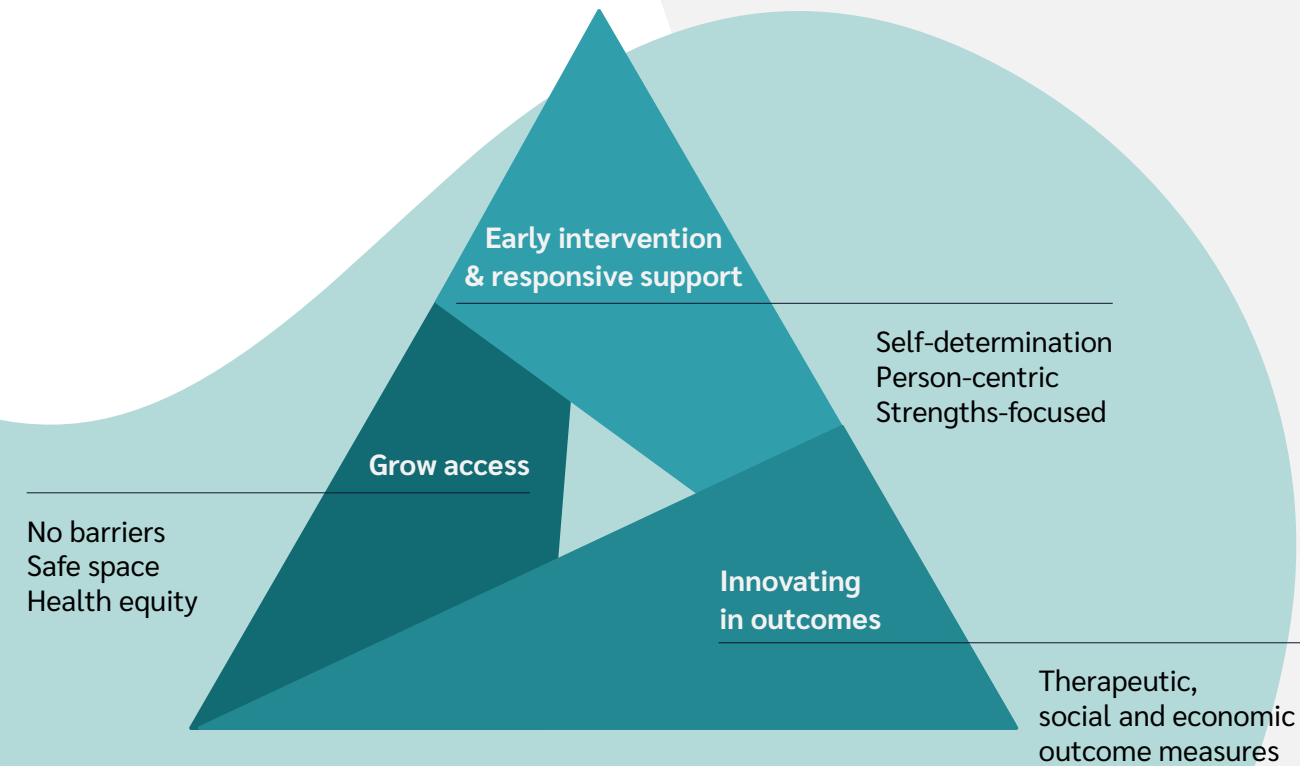 Early intervention
& responsive support
Self-determination
Person-centric
Strengths-focused
Grow access
No barriers
Safe space
Health equity
Innovating
in outcomes
Therapeutic,
social and economic
outcome measures